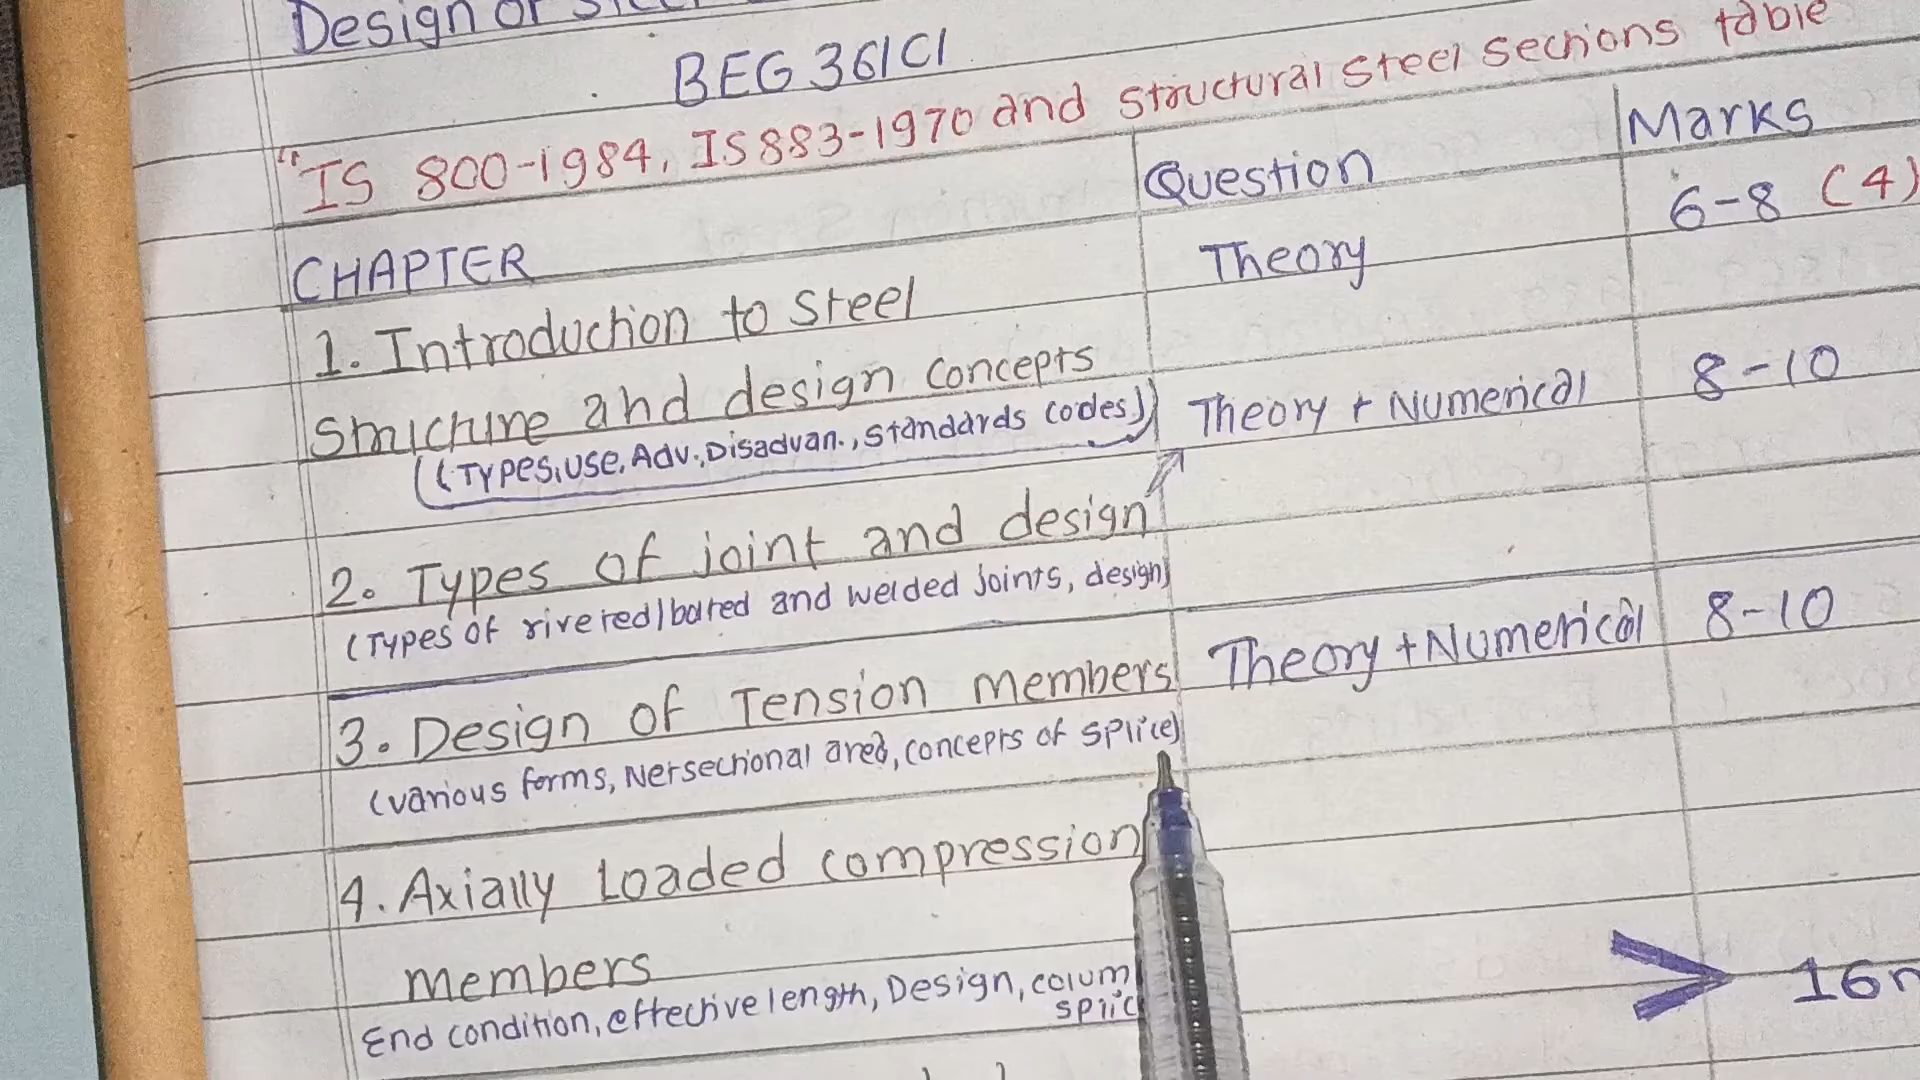 Design of Steel
BEG 361CI
"IS 800-1984, IS 883-1970 and structural steel sections table
CHAPTER Question Marks
1. Introduction to steel Theory 6-8 (4)
structure and design concepts
((Types, use, Adv., Disadvan., standards codes)) Theory + Numerical 8-10
2. Types of joint and design
(Types of riveted/bolted and welded joints, design)
3. Design of Tension members Theory + Numerical 8-10
(various forms, Netsectional area, concepts of splice)
4. Axially Loaded compression
members
End condition, effective length, Design, colum
> 16